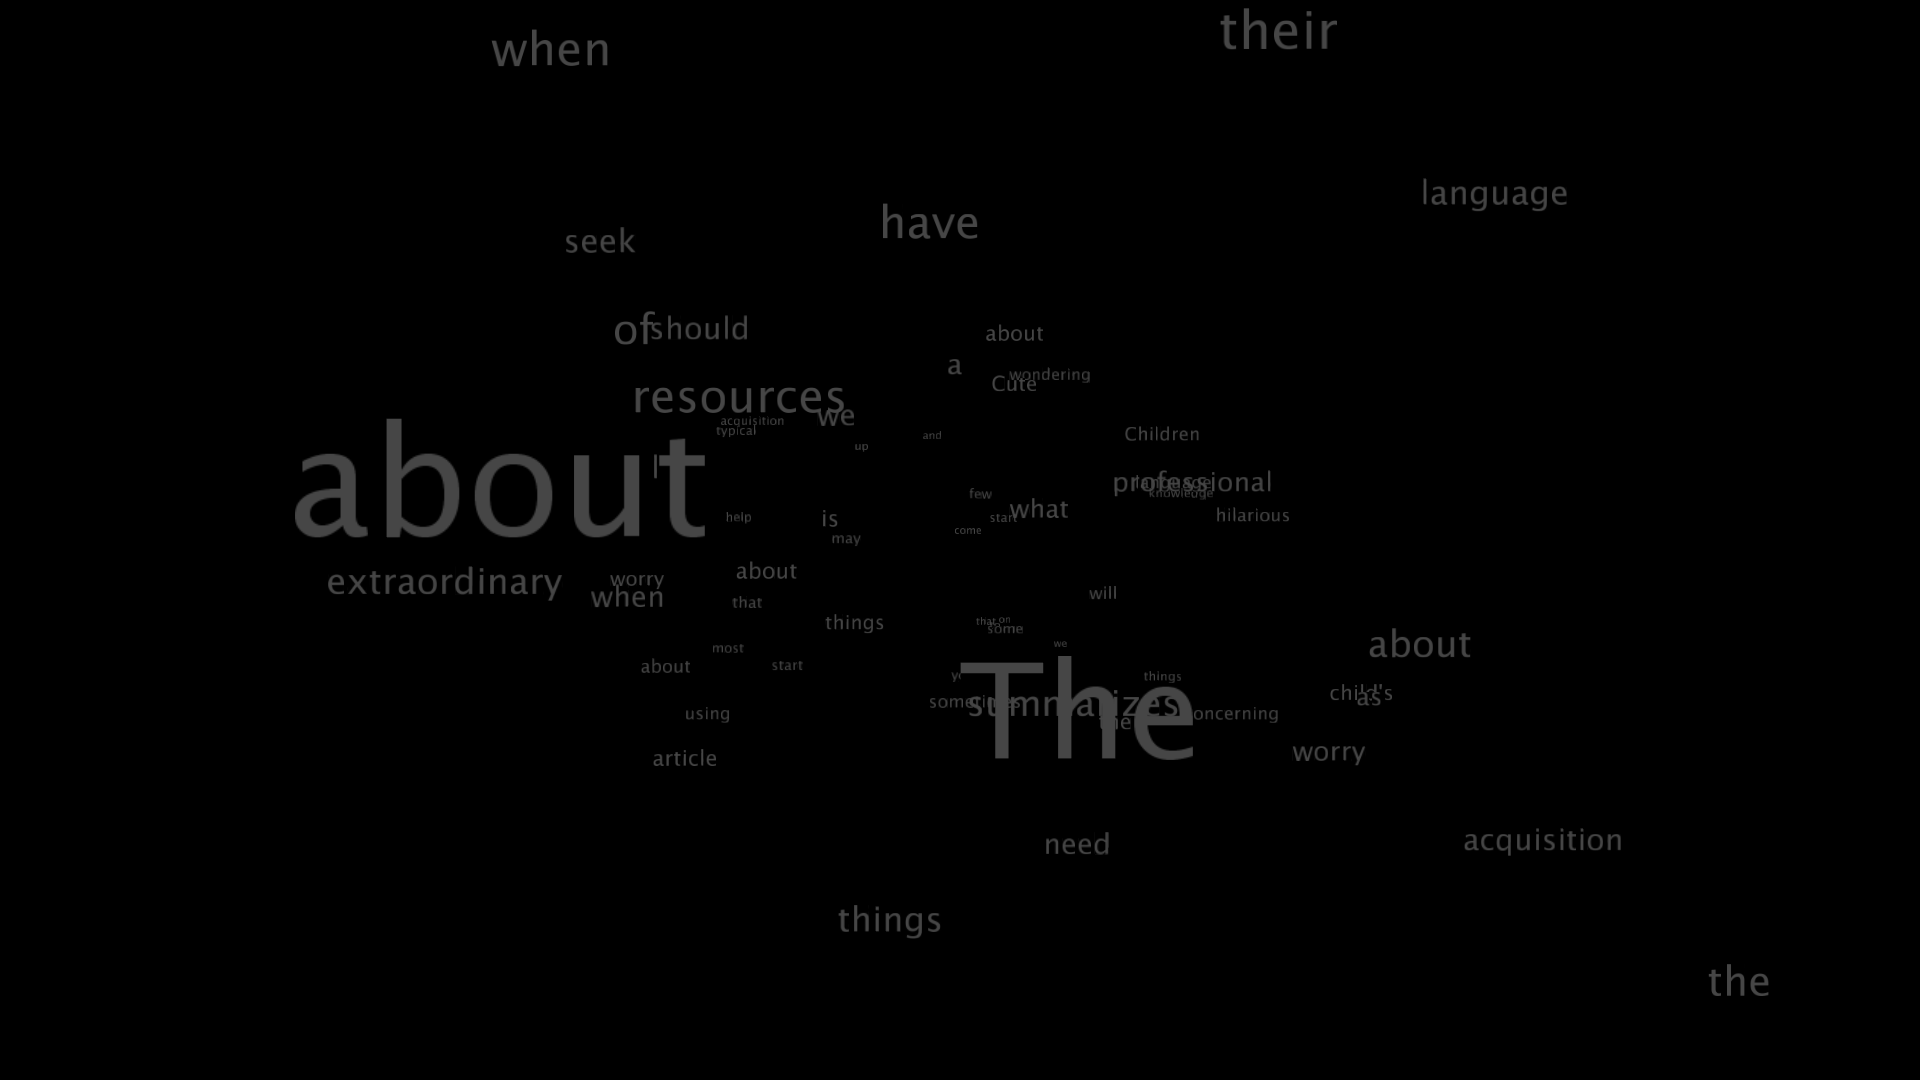 their
when
language
have
seek
should
of
about
a
wondering
Cute
resources
we
acquisition
typical
Children
and
up
about
professional
language
knowledge
few
what
hilarious
help
start
is
come
may
about
worry
extraordinary
when
will
that
things
that
on
some
about
we
most
start
about
things
child's
as
sometimes
summarizes
The
the
using
worry
article
acquisition
need
things
the